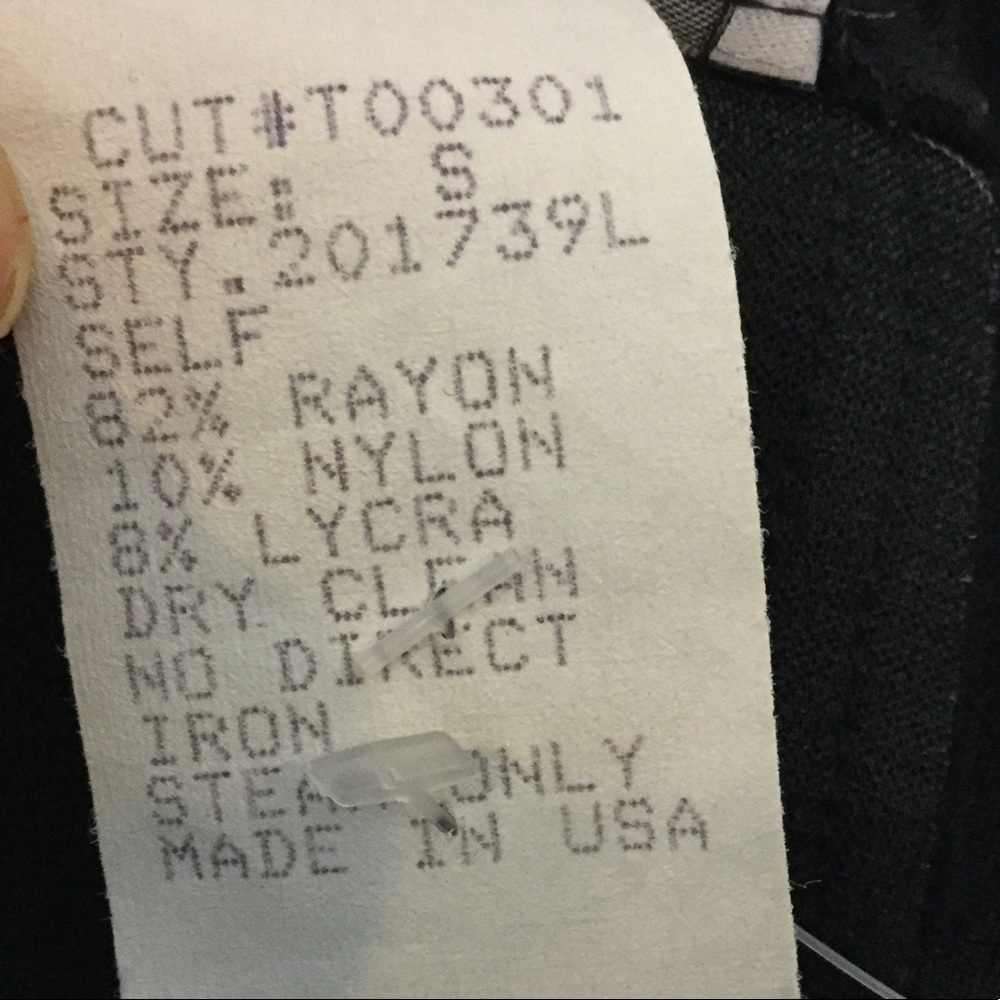 CUT#T00301
SIZE: S
STY.201739L
SELF
82% RAYON
10% NYLON
8% LYCRA
DRY CLEAN
NO DIRECT
IRON
STEAM ONLY
MADE IN USA